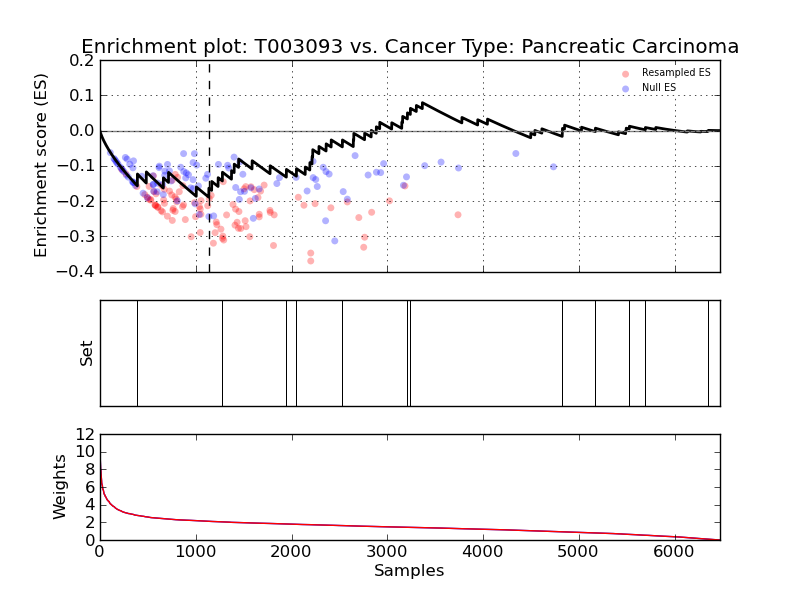 Enrichment plot: T003093 vs. Cancer Type: Pancreatic Carcinoma
Enrichment score (ES)
0.2
0.1
0.0
−0.1
−0.2
−0.3
−0.4
Resampled ES
Null ES
Set
Weights
12
10
8
6
4
2
0
0 1000 2000 3000 4000 5000 6000
Samples